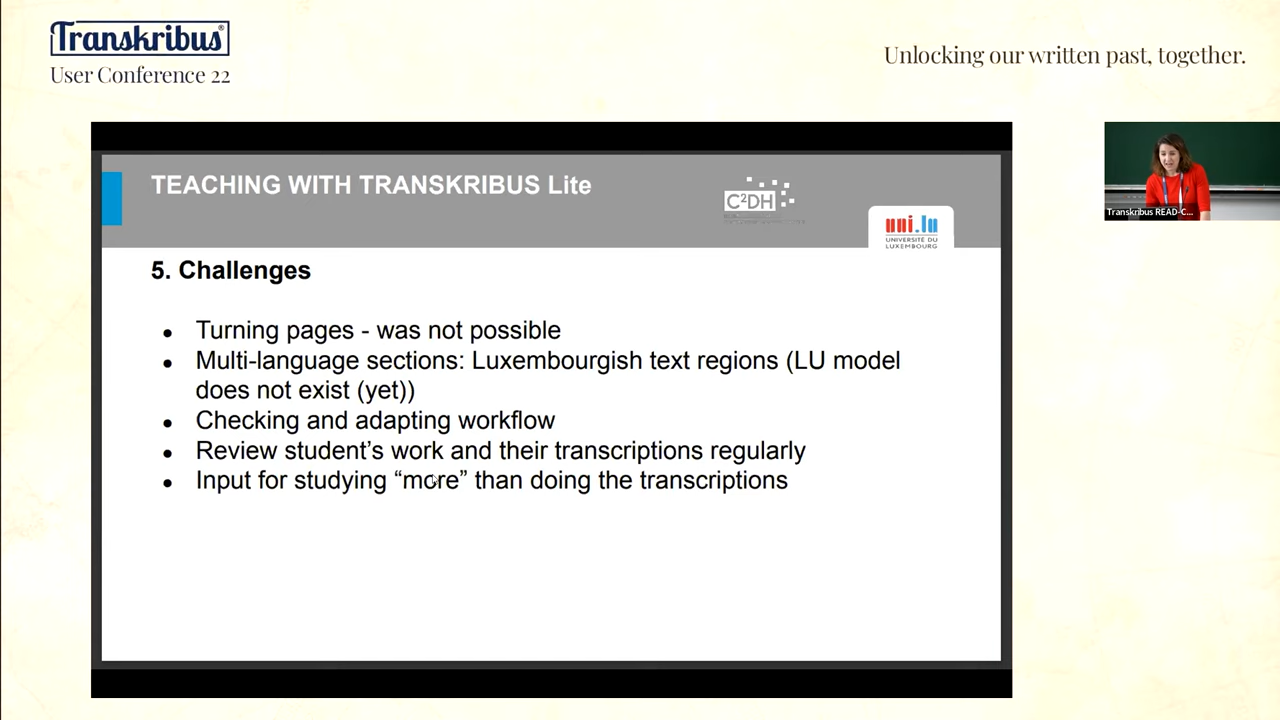 Transkribus®
User Conference 22
Unlocking our written past, together.
TEACHING WITH TRANSKRIBUS Lite
C²DH
uni.lu
UNIVERSITÉ DU
LUXEMBOURG
5. Challenges
● Turning pages - was not possible
● Multi-language sections: Luxembourgish text regions (LU model
does not exist (yet))
● Checking and adapting workflow
● Review student’s work and their transcriptions regularly
● Input for studying “more” than doing the transcriptions
Transkribus READ-C...